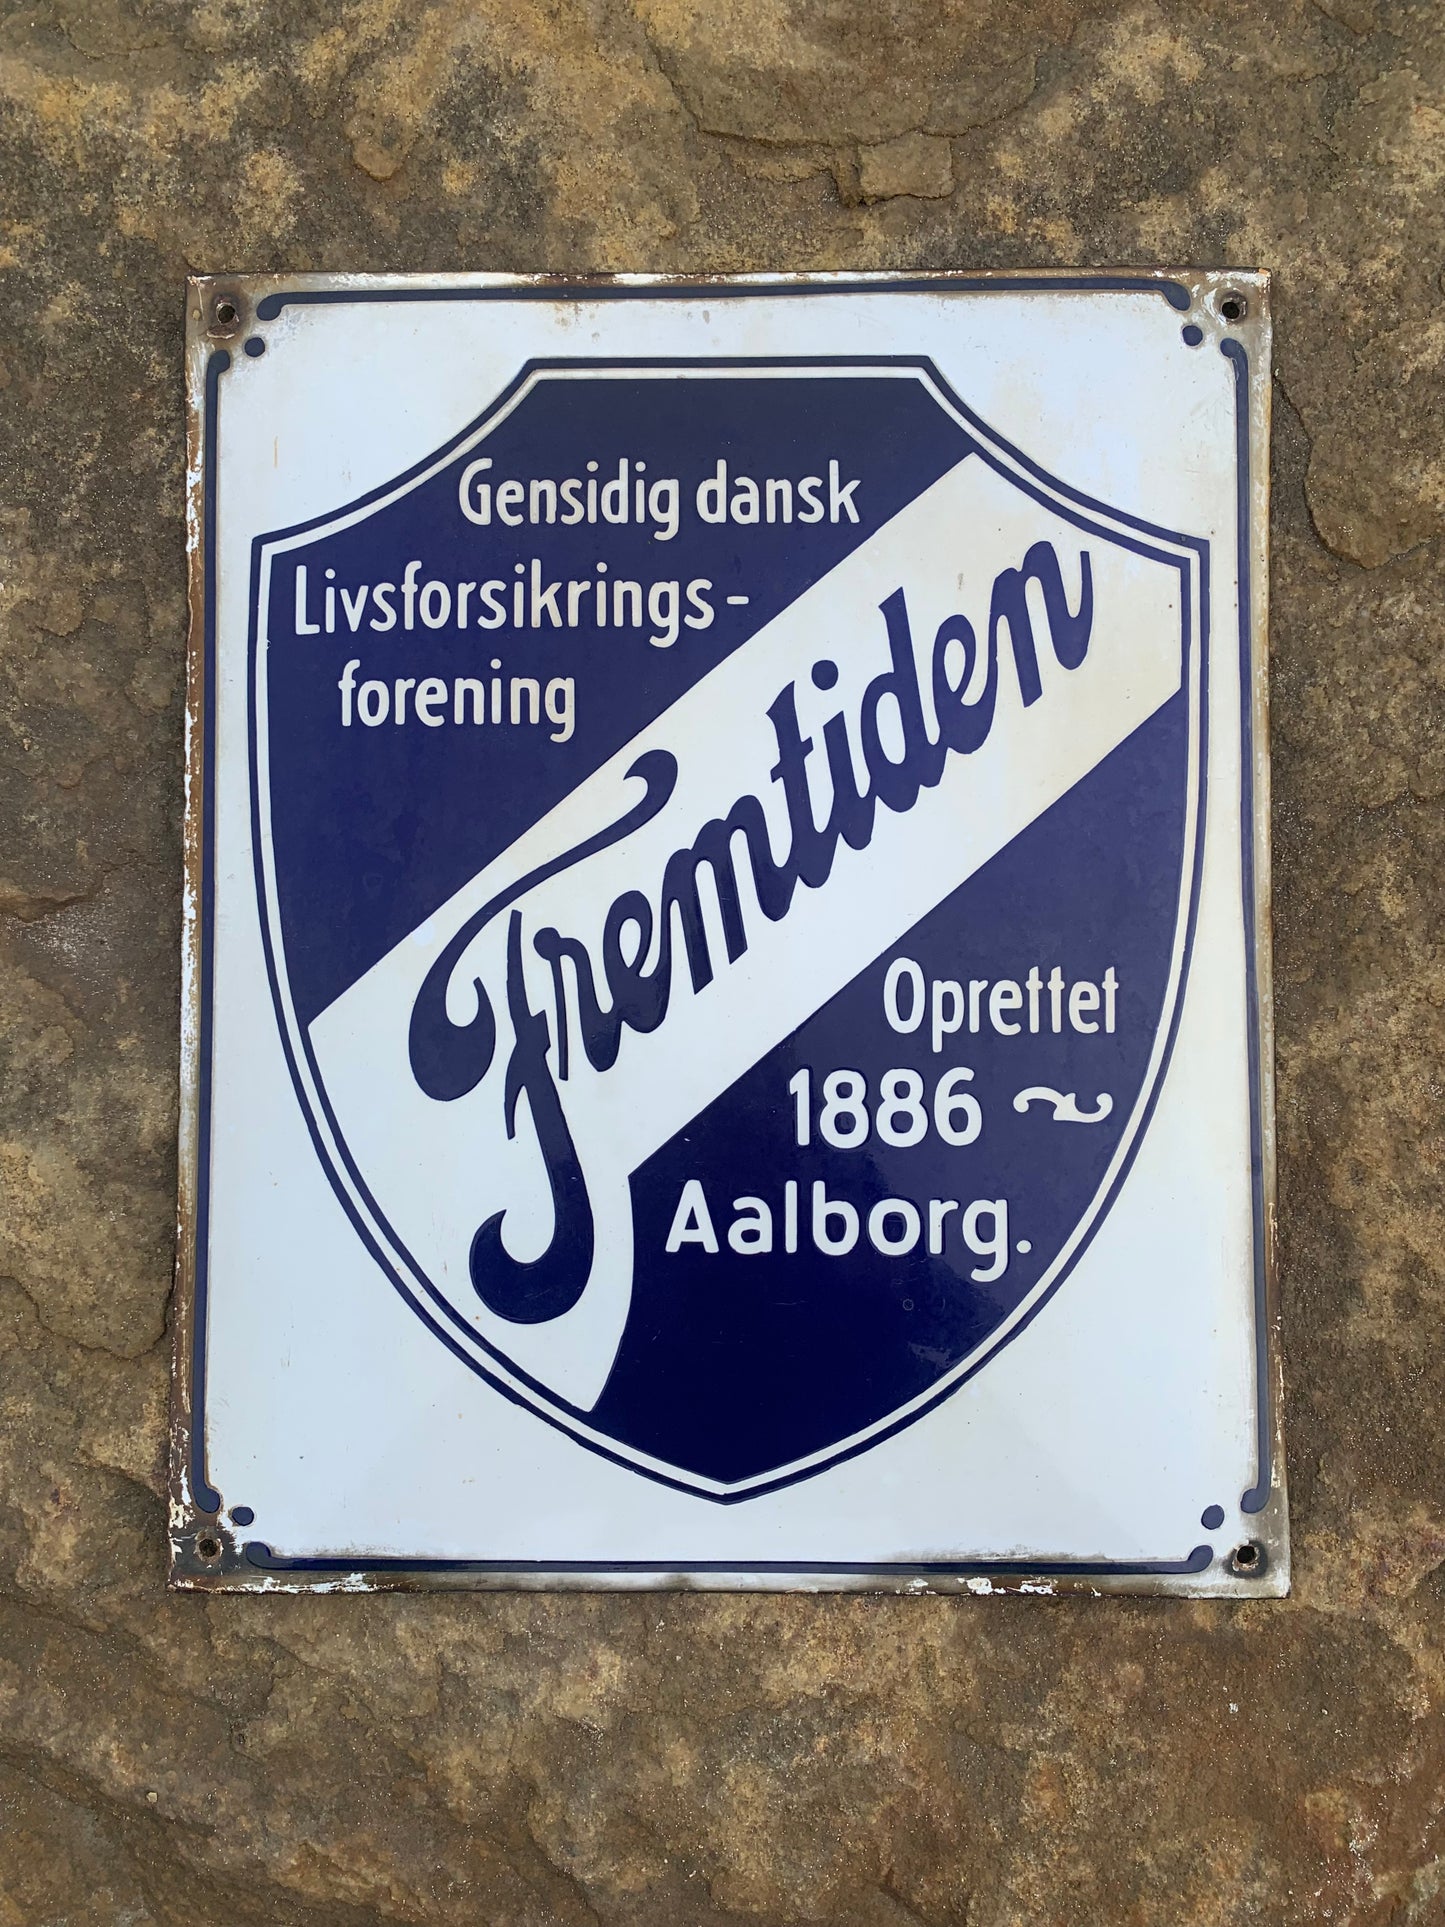 Gensidig dansk
Livsforsikrings-
forening
Fremtiden
Oprettet
1886
Aalborg.